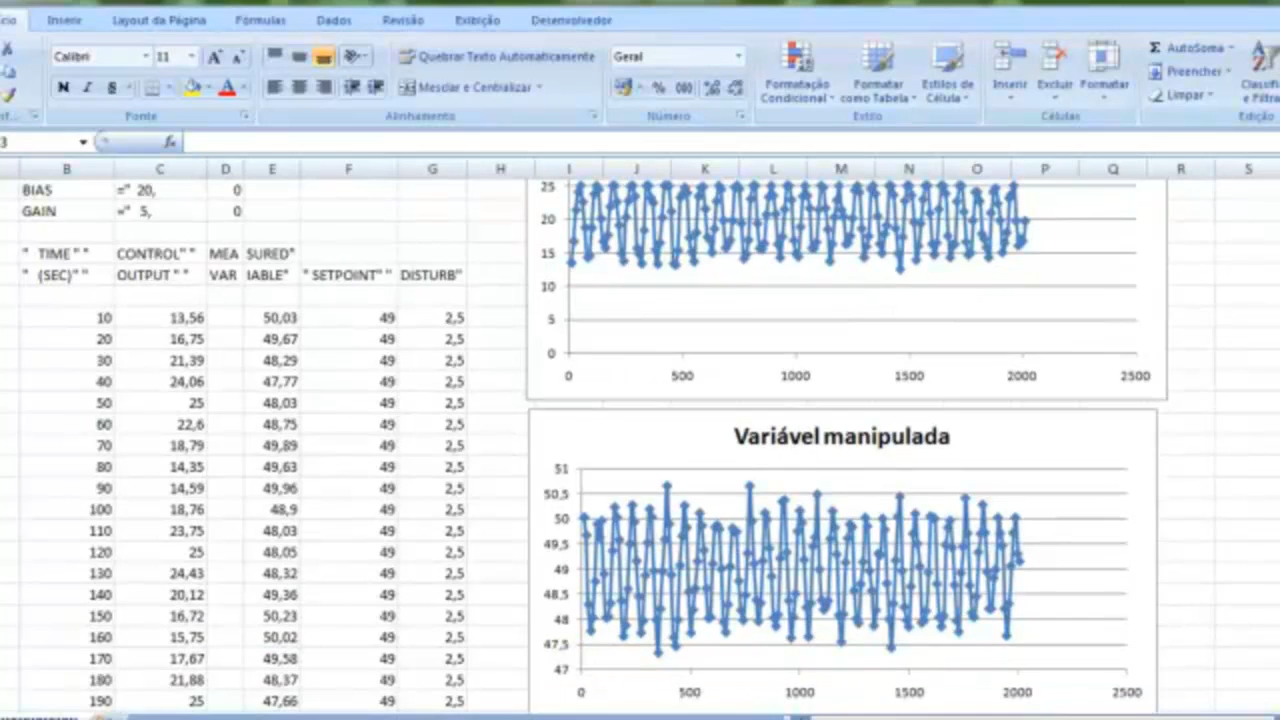 Inserir Layout da Página Fórmulas Dados Revisão Exibição Desenvolvedor
Calibri 11 Quebrar Texto Automaticamente Geral
N I S Mesclar e Centralizar % 000
Formatação Condicional Formatar como Tabela Estilos de Célula Inserir Excluir Formatar
Σ AutoSoma
Preencher
Limpar
Fonte Alinhamento Número Estilo Células Edição
3 fx
B C D E F G H I J K L M N O P Q R S
BIAS =" 20, 0
GAIN =" 5, 0
" TIME " " CONTROL" " MEA SURED"
" (SEC)" " OUTPUT " " VAR IABLE" " SETPOINT" " DISTURB"
10 13,56 50,03 49 2,5
20 16,75 49,67 49 2,5
30 21,39 48,29 49 2,5
40 24,06 47,77 49 2,5
50 25 48,03 49 2,5
60 22,6 48,75 49 2,5
70 18,79 49,89 49 2,5
80 14,35 49,63 49 2,5
90 14,59 49,96 49 2,5
100 18,76 48,9 49 2,5
110 23,75 48,03 49 2,5
120 25 48,05 49 2,5
130 24,43 48,32 49 2,5
140 20,12 49,36 49 2,5
150 16,72 50,23 49 2,5
160 15,75 50,02 49 2,5
170 17,67 49,58 49 2,5
180 21,88 48,37 49 2,5
190 25 47,66 49 2,5
25
20
15
10
5
0
0 500 1000 1500 2000 2500
Variável manipulada
51
50,5
50
49,5
49
48,5
48
47,5
47
0 500 1000 1500 2000 2500